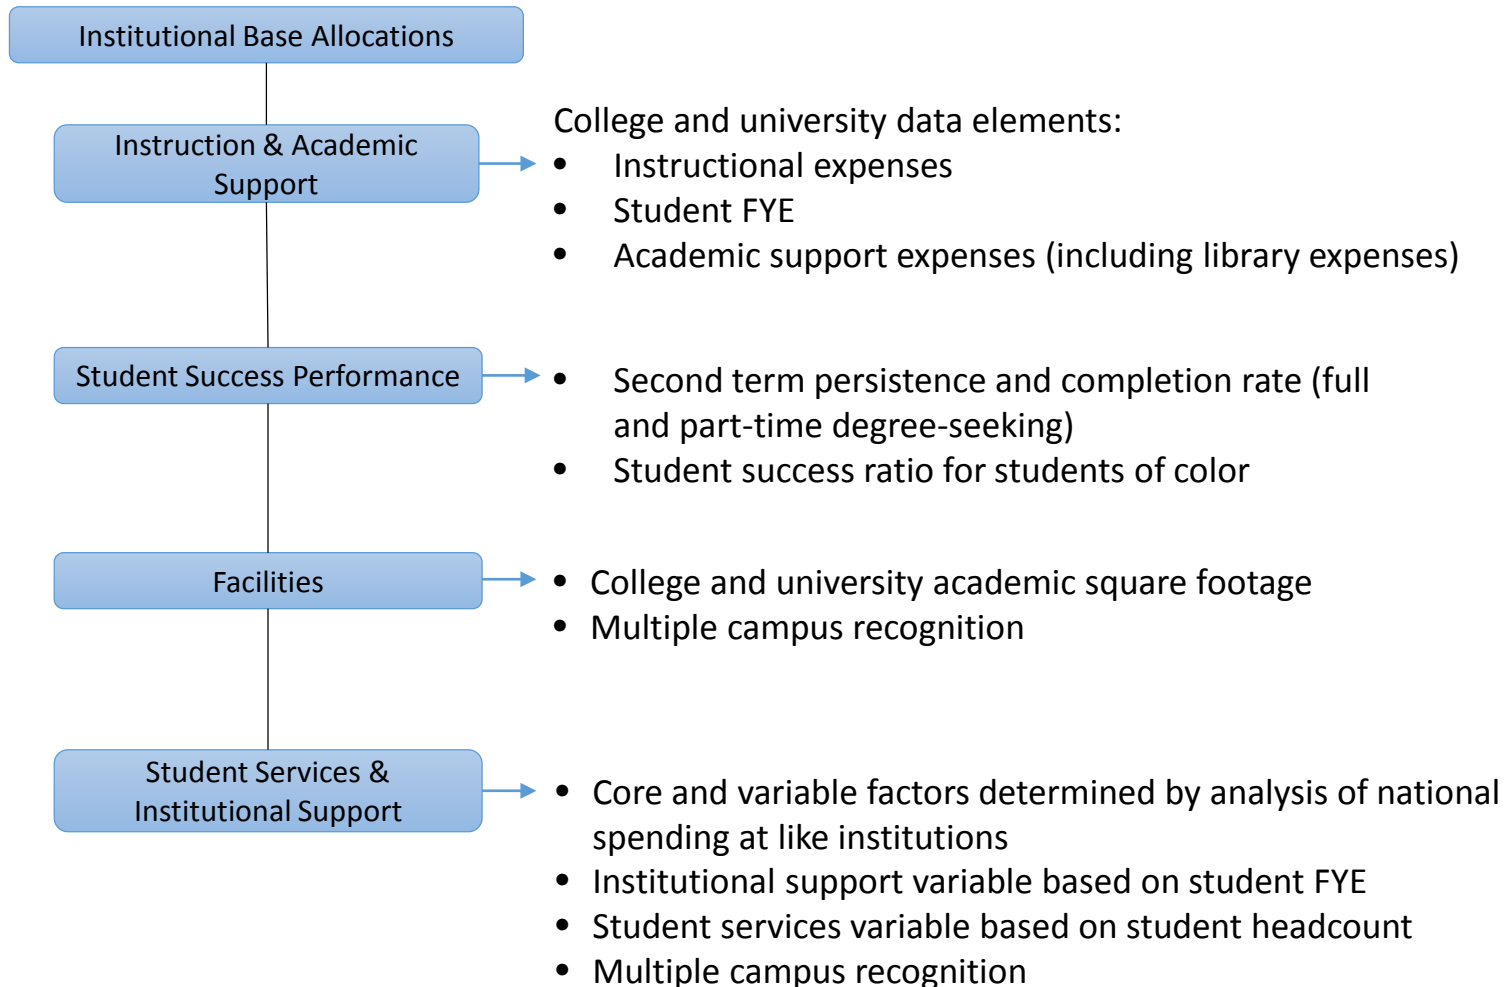 Institutional Base Allocations
Instruction & Academic
Support
College and university data elements:
• Instructional expenses
• Student FYE
• Academic support expenses (including library expenses)
Student Success Performance
• Second term persistence and completion rate (full
and part-time degree-seeking)
• Student success ratio for students of color
Facilities
• College and university academic square footage
• Multiple campus recognition
Student Services &
Institutional Support
• Core and variable factors determined by analysis of national
spending at like institutions
• Institutional support variable based on student FYE
• Student services variable based on student headcount
• Multiple campus recognition